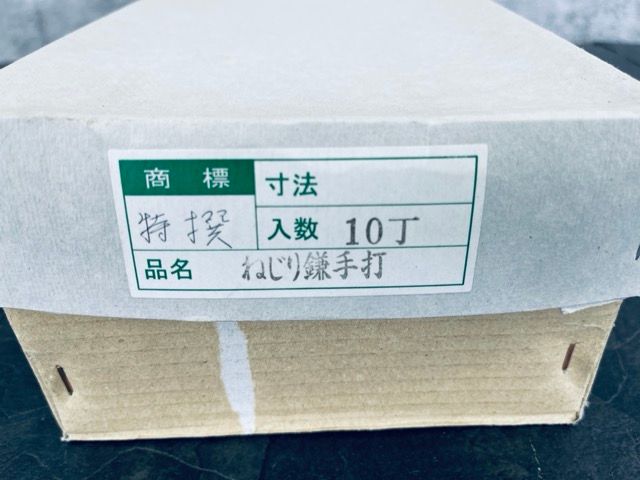 商標
寸法
特撰
入数 10丁
品名 ねじり鎌手打